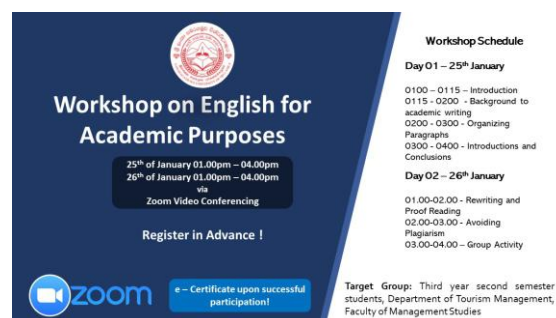 Workshop on English for
Academic Purposes
25th of January 01.00pm – 04.00pm
26th of January 01.00pm – 04.00pm
via
Zoom Video Conferencing
Register in Advance !
zoom
e – Certificate upon successful
participation!
Workshop Schedule
Day 01 – 25th January
0100 – 0115 – Introduction
0115 - 0200 - Background to
academic writing
0200 - 0300 - Organizing
Paragraphs
0300 - 0400 - Introductions and
Conclusions
Day 02 – 26th January
01.00-02.00 - Rewriting and
Proof Reading
02.00-03.00 - Avoiding
Plagiarism
03.00-04.00 – Group Activity
Target Group: Third year second semester
students, Department of Tourism Management,
Faculty of Management Studies